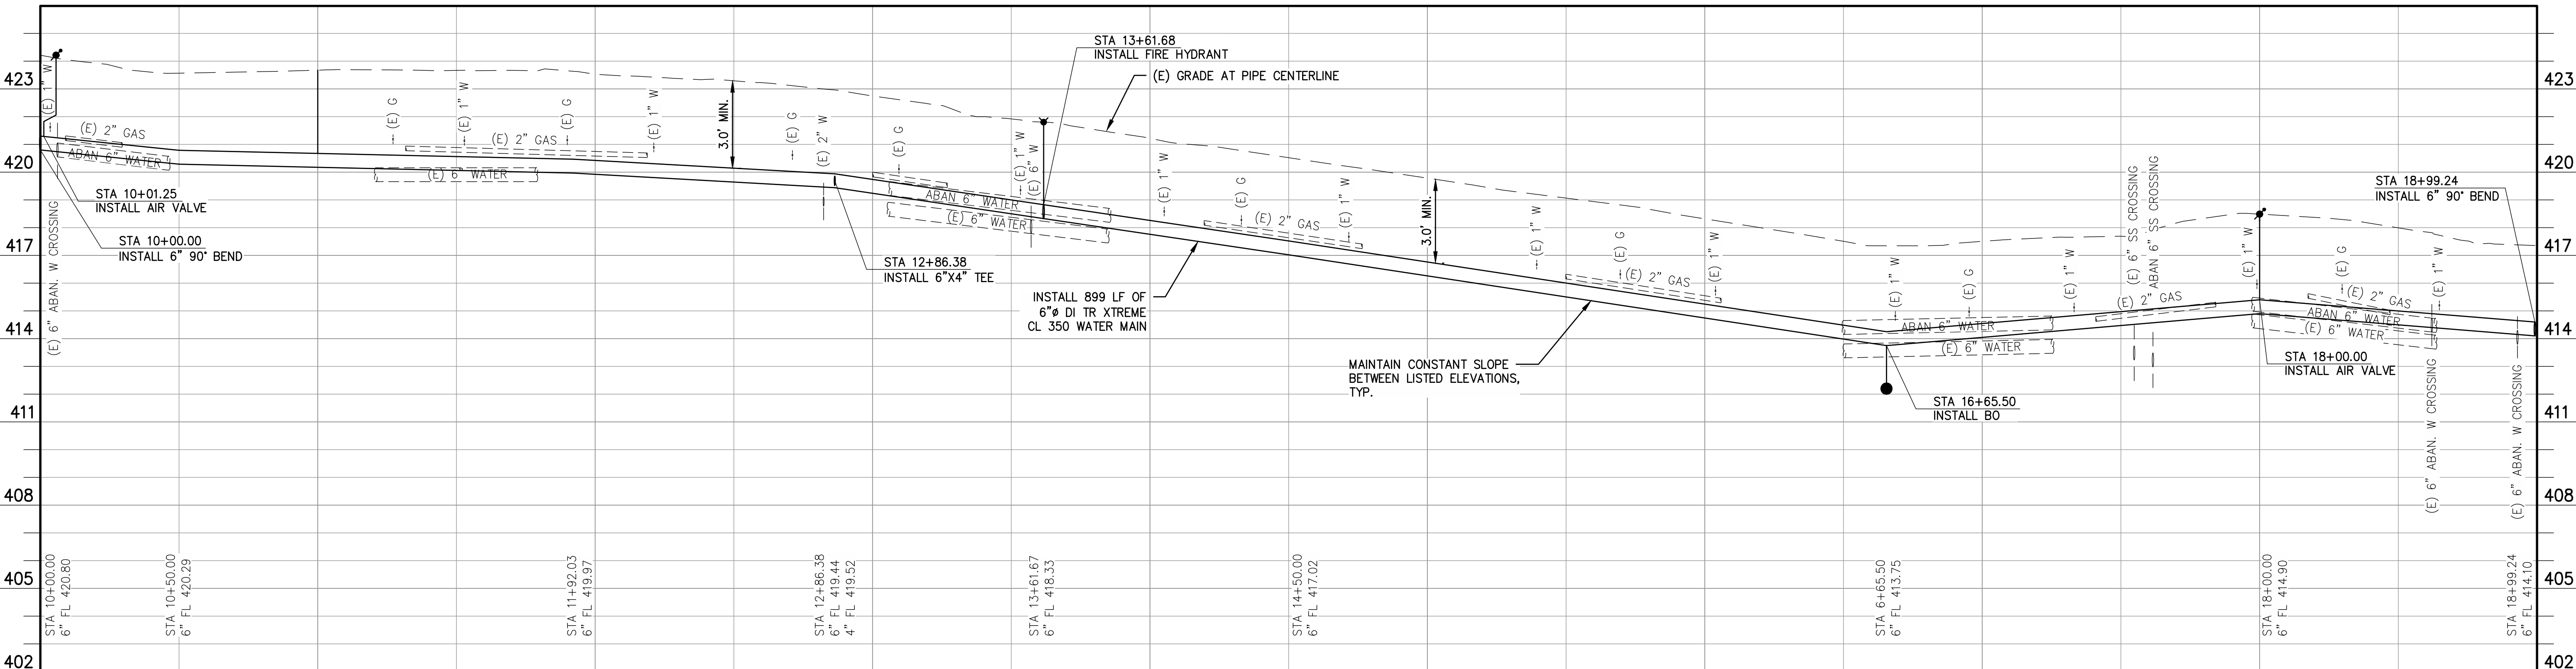 423
420
417
414
411
408
405
402
(E) 1" W
(E) 2" GAS
ABAN 6" WATER
STA 10+01.25
INSTALL AIR VALVE
STA 10+00.00
INSTALL 6" 90° BEND
(E) 6" ABAN. W CROSSING
(E) G
(E) 1" W
(E) 2" GAS
(E) G
(E) 1" W
(E) 6" WATER
3.0' MIN.
(E) G
(E) 2" W
(E) G
STA 12+86.38
INSTALL 6"X4" TEE
ABAN 6" WATER
(E) 6" WATER
(E) 1" W
(E) 6" W
STA 13+61.68
INSTALL FIRE HYDRANT
(E) GRADE AT PIPE CENTERLINE
INSTALL 899 LF OF
6"ø DI TR XTREME
CL 350 WATER MAIN
(E) 1" W
(E) G
(E) 2" GAS
(E) 1" W
3.0' MIN.
MAINTAIN CONSTANT SLOPE
BETWEEN LISTED ELEVATIONS,
TYP.
(E) 1" W
(E) G
(E) 2" GAS
(E) 1" W
(E) 1" W
ABAN 6" WATER
(E) 6" WATER
(E) G
(E) 1" W
STA 16+65.50
INSTALL BO
(E) 2" GAS
(E) 6" SS CROSSING
ABAN 6" SS CROSSING
(E) 1" W
ABAN 6" WATER
(E) 6" WATER
STA 18+00.00
INSTALL AIR VALVE
(E) G
(E) 2" GAS
(E) 1" W
STA 18+99.24
INSTALL 6" 90° BEND
(E) 6" ABAN. W CROSSING
(E) 6" ABAN. W CROSSING
STA 10+00.00
6" FL 420.80
STA 10+50.00
6" FL 420.29
STA 11+92.03
6" FL 419.97
STA 12+86.38
6" FL 419.44
4" FL 419.52
STA 13+61.67
6" FL 418.33
STA 14+50.00
6" FL 417.02
STA 6+65.50
6" FL 413.75
STA 18+00.00
6" FL 414.90
STA 18+99.24
6" FL 414.10
423
420
417
414
411
408
405
402